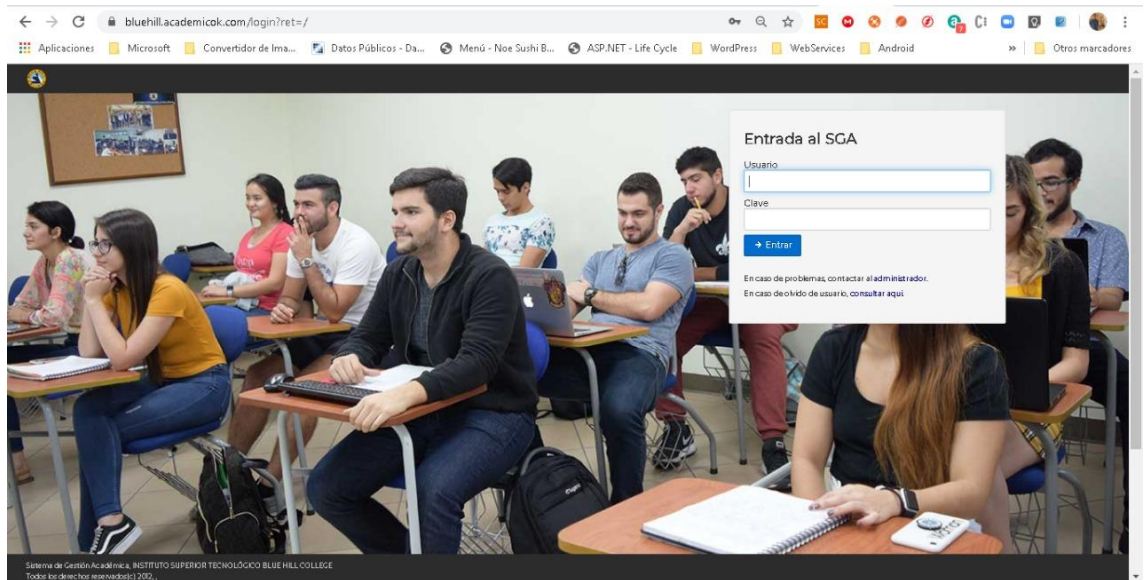 bluehill.academicok.com/login?ret=/
Aplicaciones Microsoft Convertidor de Ima... Datos Públicos - Da... Menú - Noe Sushi B... ASP.NET - Life Cycle WordPress WebServices Android » Otros marcadores
Entrada al SGA
Usuario
Clave
Entrar
En caso de problemas, contactar al administrador.
En caso de olvido de usuario, consultar aqui.
Sistema de Gestión Académica, INSTITUTO SUPERIOR TECNOLÓGICO BLUE HILL COLLEGE
Todos los derechos reservados(c) 2012, .